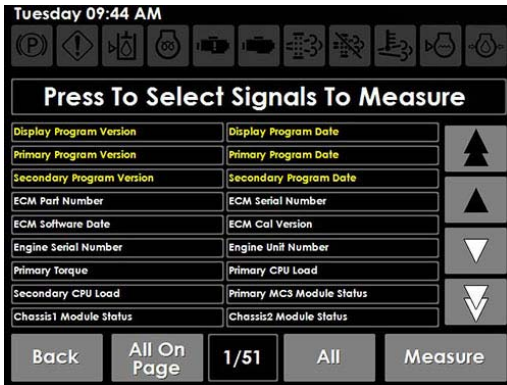 Tuesday 09:44 AM
(P)
Press To Select Signals To Measure
Display Program Version
Display Program Date
Primary Program Version
Primary Program Date
Secondary Program Version
Secondary Program Date
ECM Part Number
ECM Serial Number
ECM Software Date
ECM Cal Version
Engine Serial Number
Engine Unit Number
Primary Torque
Primary CPU Load
Secondary CPU Load
Primary MC3 Module Status
Chassis1 Module Status
Chassis2 Module Status
Back
All On
Page
1/51
All
Measure